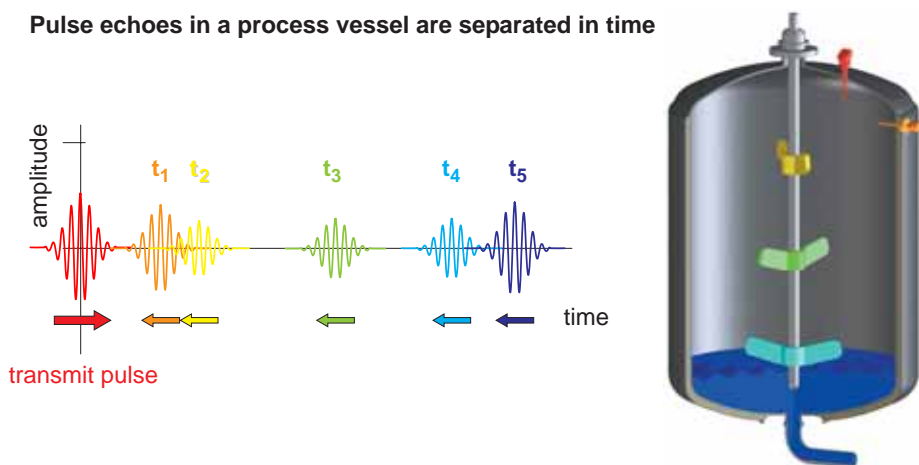 Pulse echoes in a process vessel are separated in time
amplitude
t1 t2 t3 t4 t5
time
transmit pulse